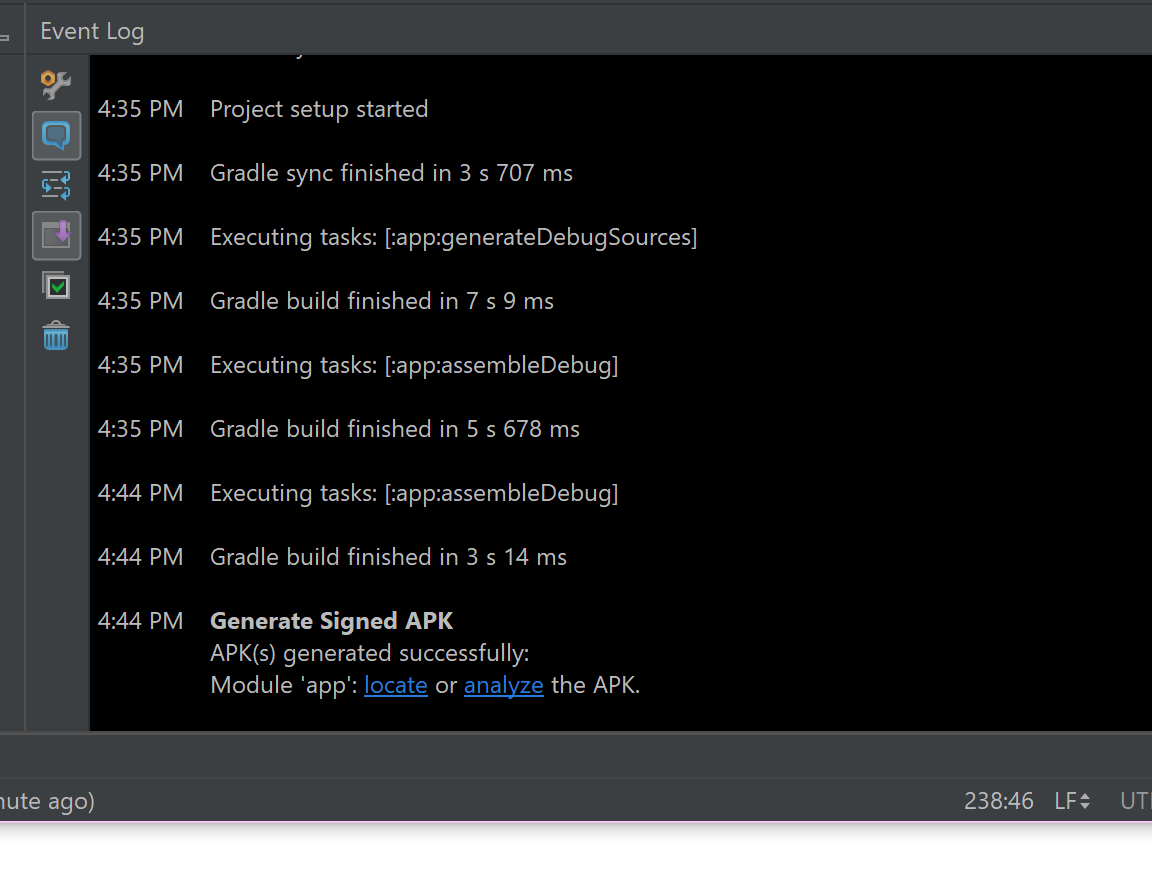 Event Log
4:35 PM Project setup started
4:35 PM Gradle sync finished in 3 s 707 ms
4:35 PM Executing tasks: [:app:generateDebugSources]
4:35 PM Gradle build finished in 7 s 9 ms
4:35 PM Executing tasks: [:app:assembleDebug]
4:35 PM Gradle build finished in 5 s 678 ms
4:44 PM Executing tasks: [:app:assembleDebug]
4:44 PM Gradle build finished in 3 s 14 ms
4:44 PM Generate Signed APK
APK(s) generated successfully:
Module 'app': locate or analyze the APK.
ago) 238:46 LF